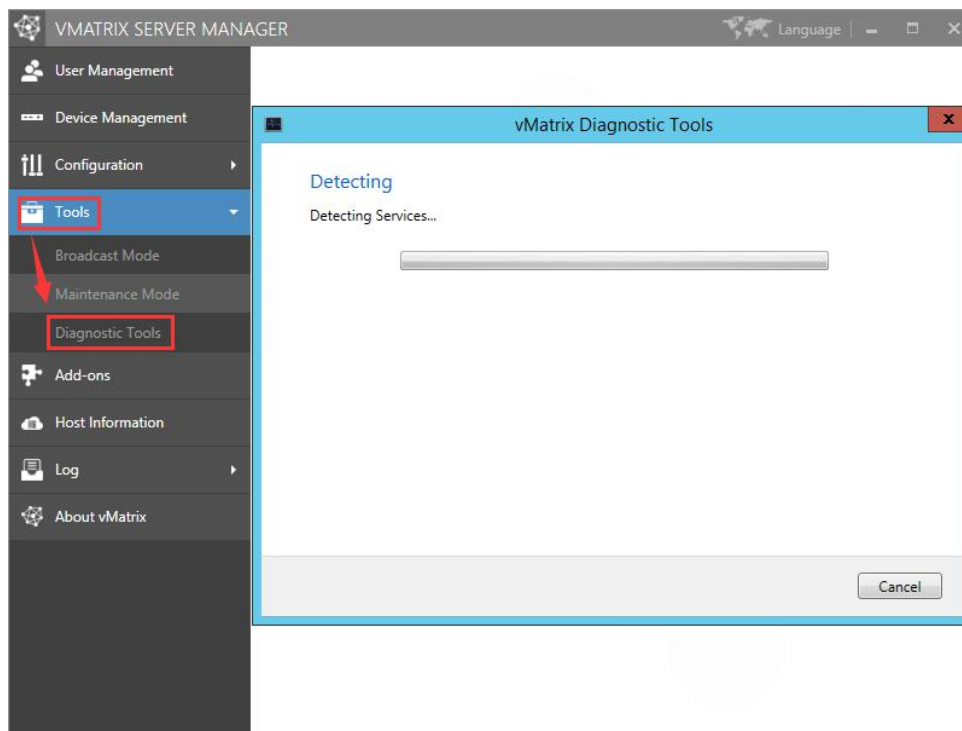 VMATRIX SERVER MANAGER
Language
User Management
Device Management
Configuration
Tools
Broadcast Mode
Maintenance Mode
Diagnostic Tools
Add-ons
Host Information
Log
About vMatrix
vMatrix Diagnostic Tools
Detecting
Detecting Services...
Cancel